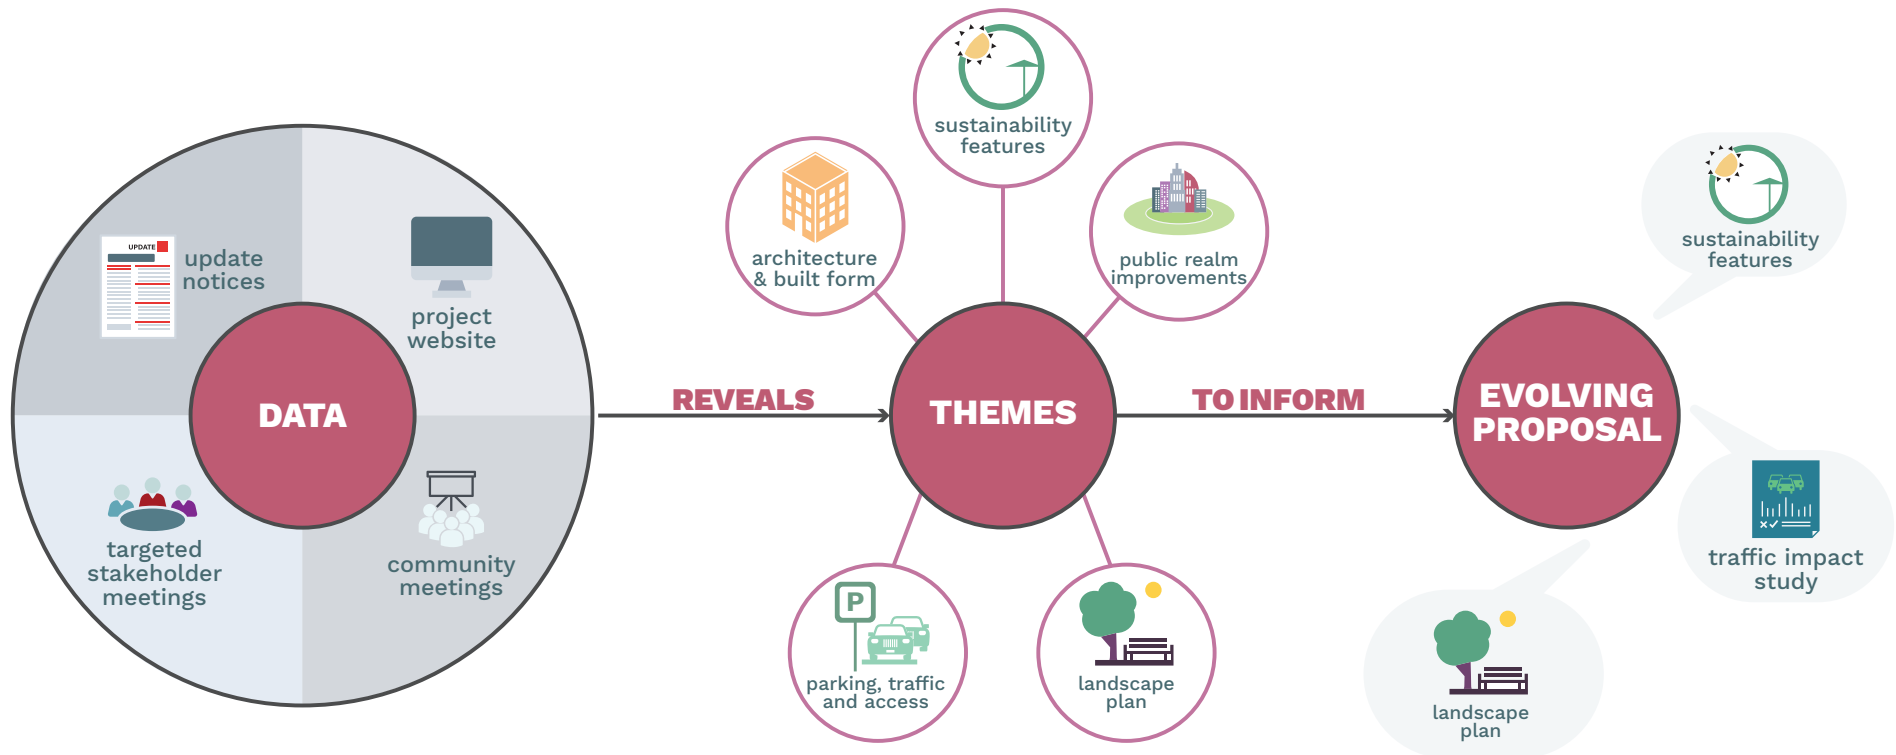 UPDATE
update
notices
project
website
DATA
targeted
stakeholder
meetings
community
meetings
REVEALS
sustainability
features
architecture
& built form
public realm
improvements
THEMES
P
parking, traffic
and access
landscape
plan
TO INFORM
EVOLVING
PROPOSAL
sustainability
features
traffic impact
study
landscape
plan